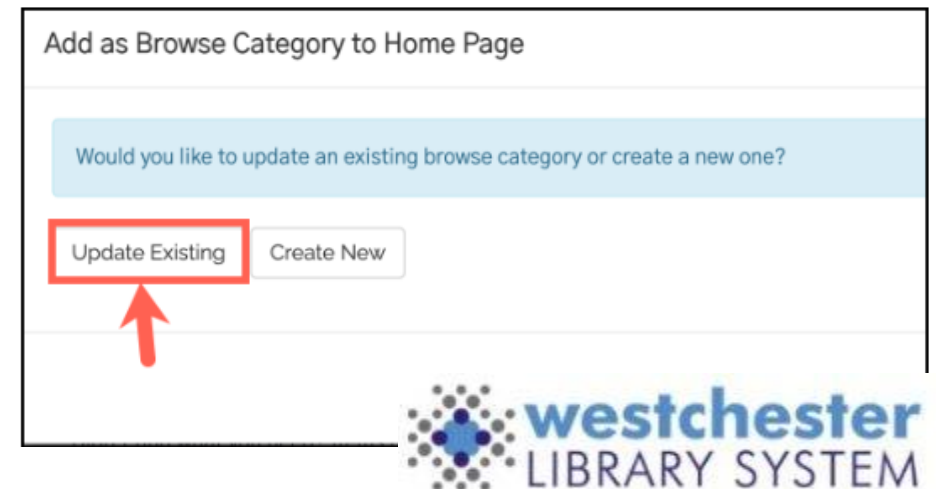 Add as Browse Category to Home Page
Would you like to update an existing browse category or create a new one?
Update Existing
Create New
westchester
LIBRARY SYSTEM